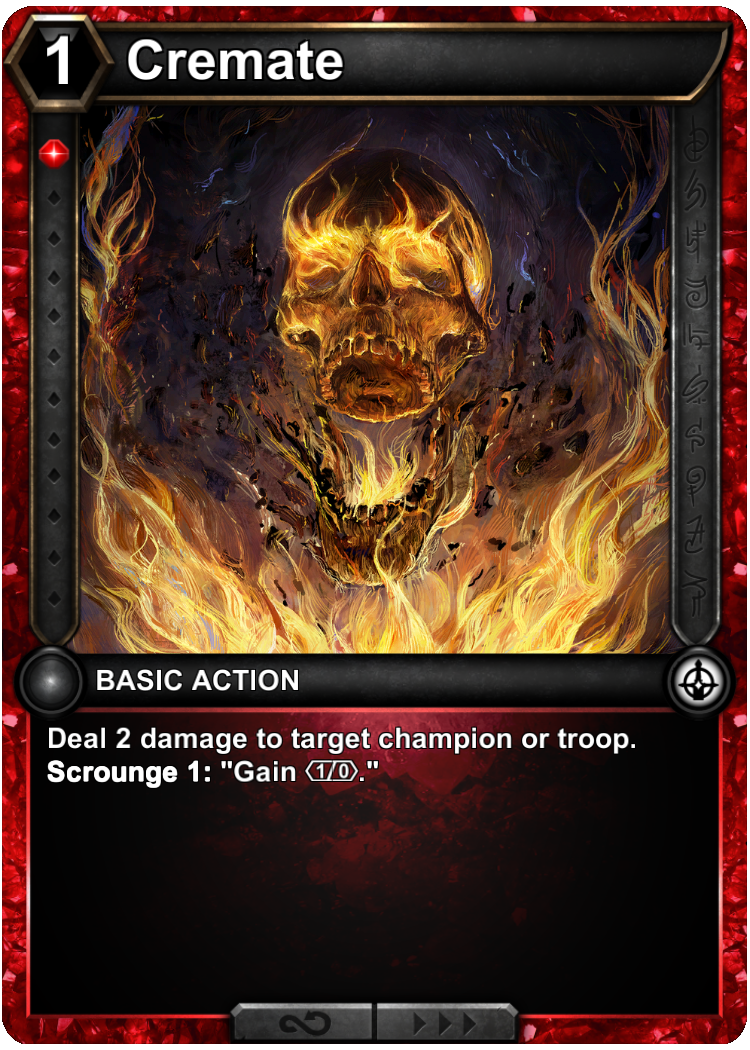 1 Cremate
BASIC ACTION
Deal 2 damage to target champion or troop.
Scrounge 1: "Gain ⟨1/0⟩."